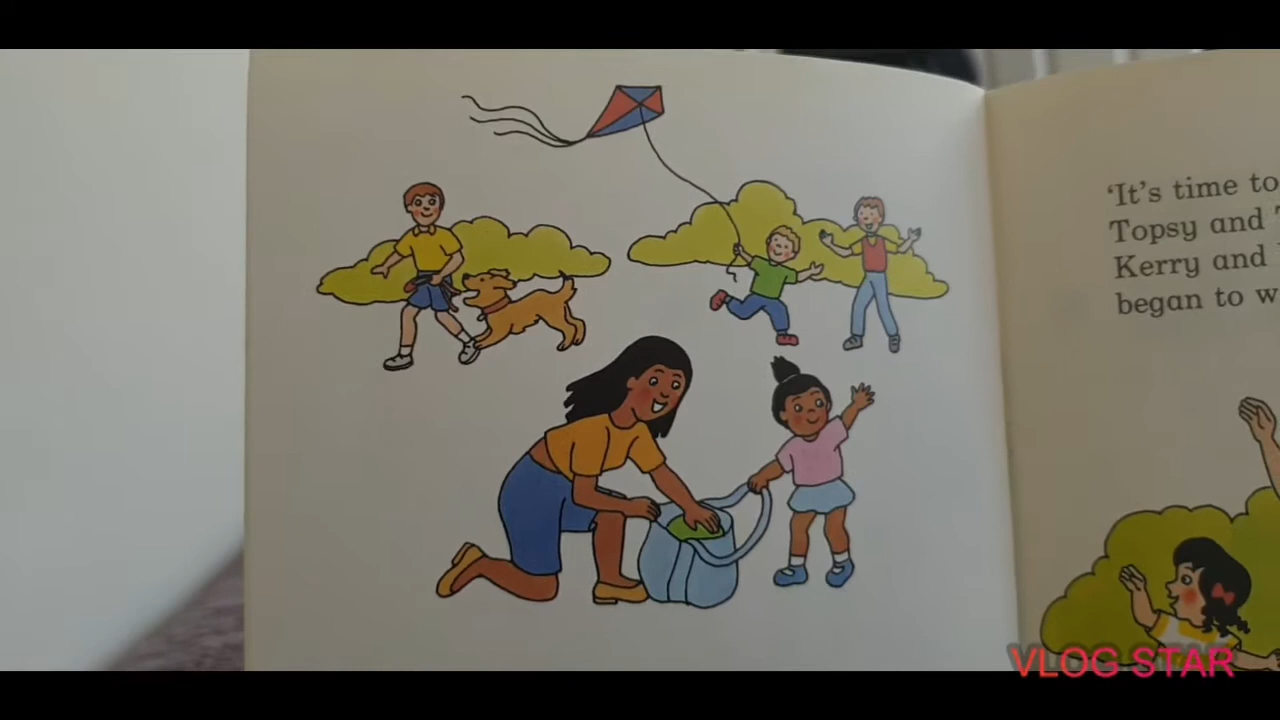 ‘It's time to
Topsy and
Kerry and
began to w
VLOG STAR